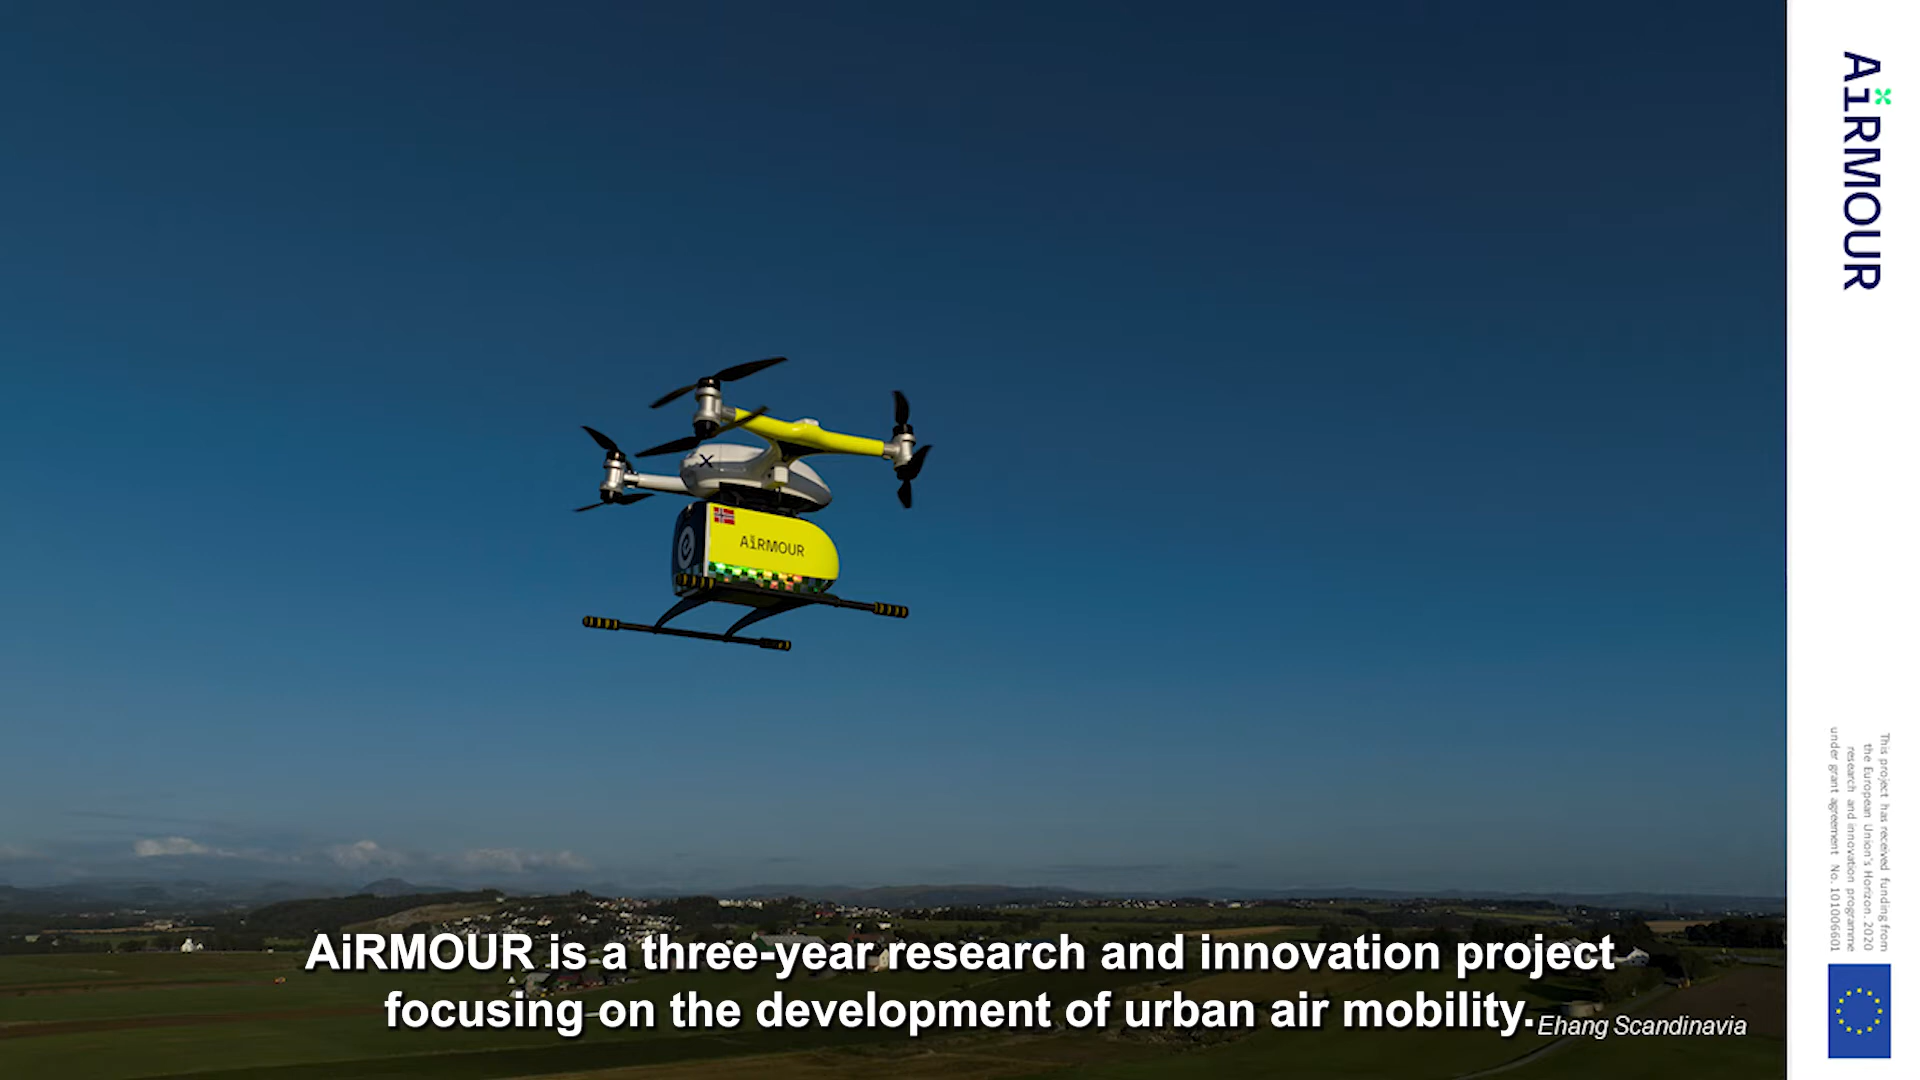 AiRMOUR
AiRMOUR
AiRMOUR is a three-year research and innovation project
focusing on the development of urban air mobility.
Ehang Scandinavia
This project has received funding from
the European Union's Horizon 2020
research and innovation programme
under grant agreement No. 101006601